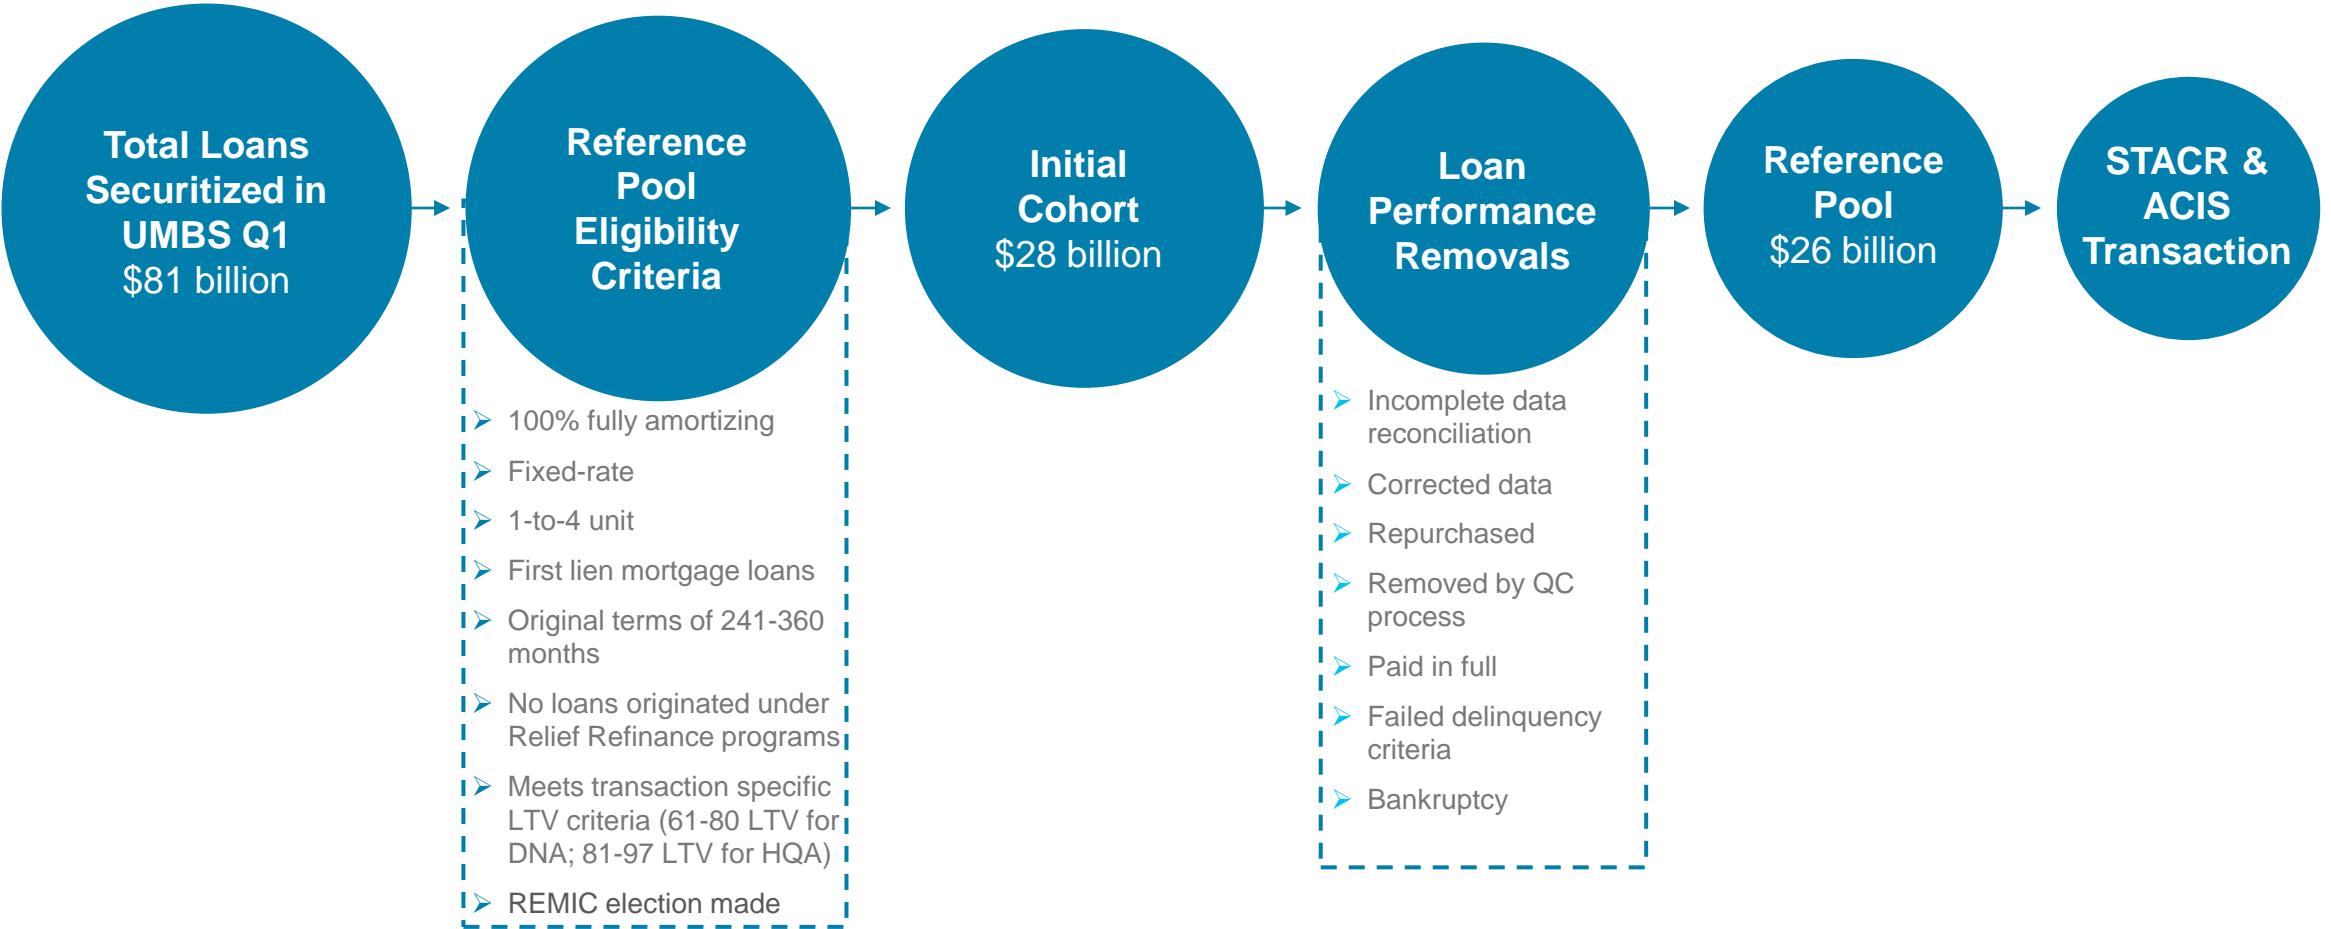 Total Loans
Securitized in
UMBS Q1
$81 billion
Reference
Pool
Eligibility
Criteria
100% fully amortizing
Fixed-rate
1-to-4 unit
First lien mortgage loans
Original terms of 241-360
months
No loans originated under
Relief Refinance programs
Meets transaction specific
LTV criteria (61-80 LTV for
DNA; 81-97 LTV for HQA)
REMIC election made
Initial
Cohort
$28 billion
Loan
Performance
Removals
Incomplete data
reconciliation
Corrected data
Repurchased
Removed by QC
process
Paid in full
Failed delinquency
criteria
Bankruptcy
Reference
Pool
$26 billion
STACR &
ACIS
Transaction